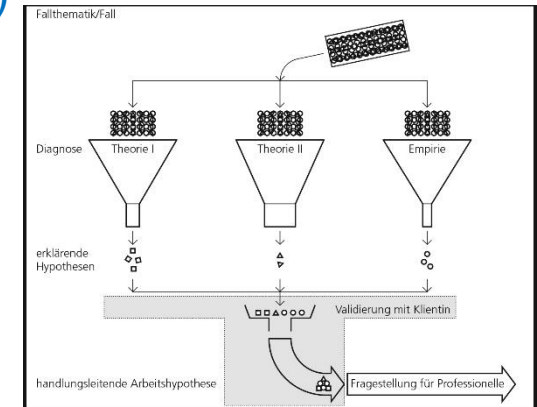 Fallthematik/Fall
Diagnose
Theorie I
Theorie II
Empirie
erklärende
Hypothesen
Validierung mit Klientin
handlungsleitende Arbeitshypothese
Fragestellung für Professionelle